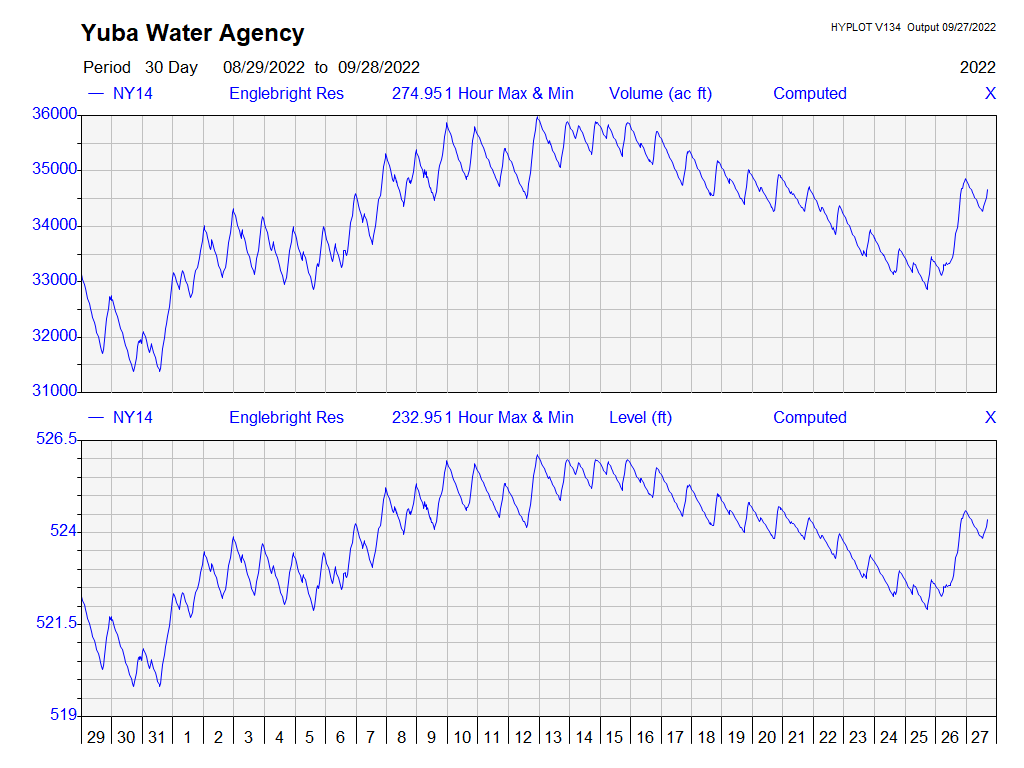 Yuba Water Agency
HYPLOT V134 Output 09/27/2022
Period 30 Day 08/29/2022 to 09/28/2022
2022
NY14 Englebright Res 274.951 Hour Max & Min Volume (ac ft) Computed X
36000
35000
34000
33000
32000
31000
NY14 Englebright Res 232.951 Hour Max & Min Level (ft) Computed X
526.5
524
521.5
519
29 30 31 1 2 3 4 5 6 7 8 9 10 11 12 13 14 15 16 17 18 19 20 21 22 23 24 25 26 27